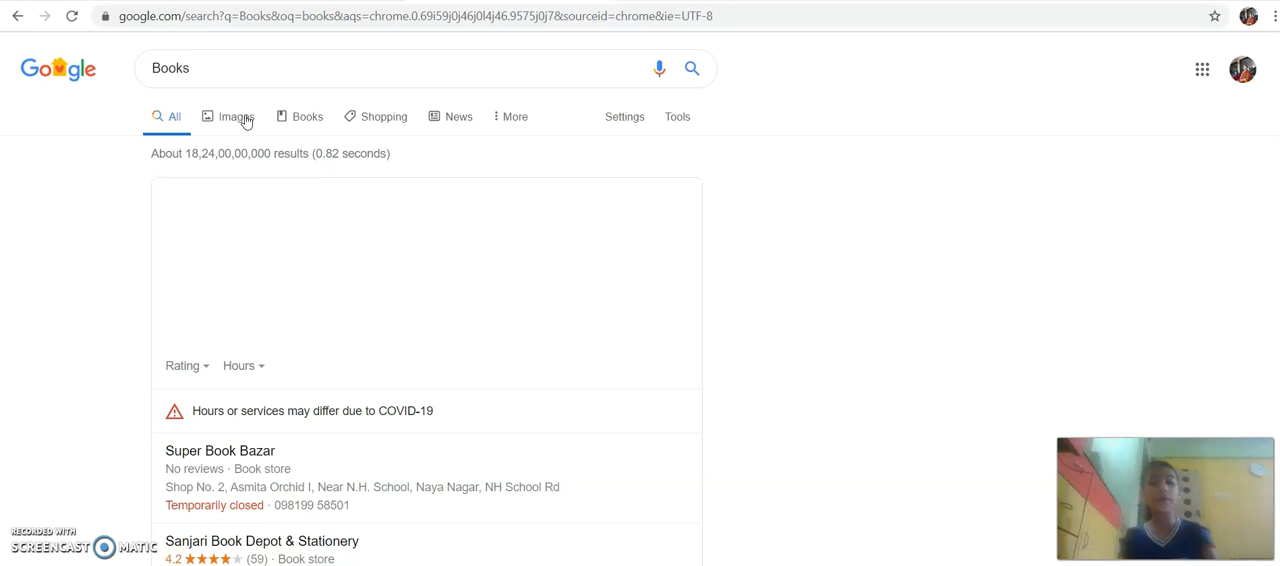 google.com/search?q=Books&oq=books&aqs=chrome.0.69i59j0j46j0l4j46.9575j0j7&sourceid=chrome&ie=UTF-8
Google
Books
All Images Books Shopping News More Settings Tools
About 18,24,00,00,000 results (0.82 seconds)
Rating Hours
Hours or services may differ due to COVID-19
Super Book Bazar
No reviews · Book store
Shop No. 2, Asmita Orchid I, Near N.H. School, Naya Nagar, NH School Rd
Temporarily closed · 098199 58501
Sanjari Book Depot & Stationery
4.2 ★★★★★ (59) · Book store
RECORDED WITH
SCREENCAST MATIC